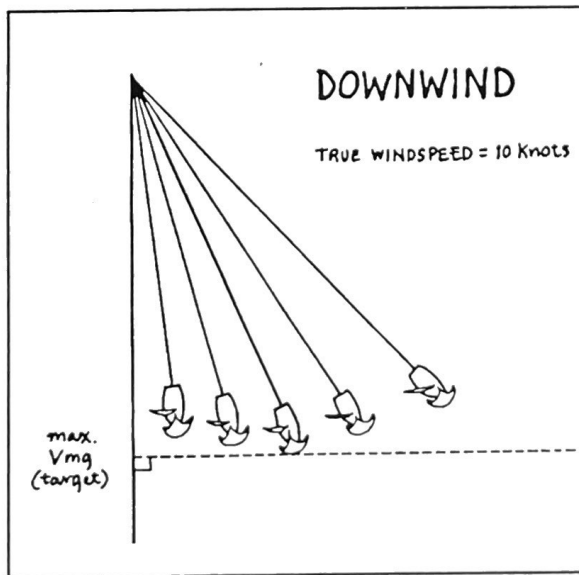 DOWNWIND
TRUE WINDSPEED = 10 Knots
max.
Vmg
(target)